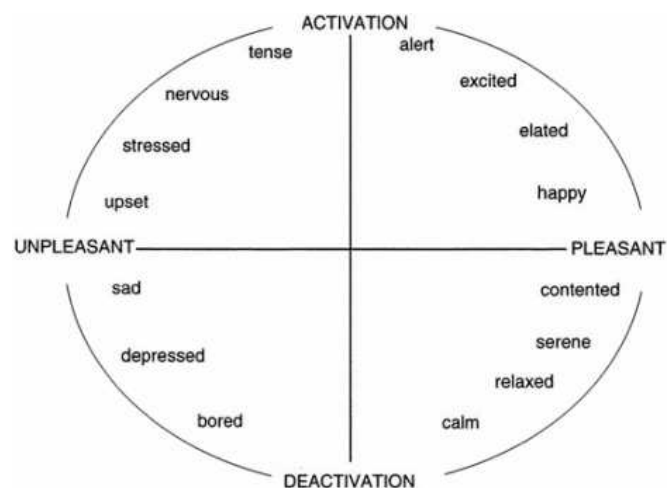 ACTIVATION
tense
alert
nervous
excited
stressed
elated
upset
happy
UNPLEASANT
PLEASANT
sad
contented
depressed
serene
relaxed
bored
calm
DEACTIVATION